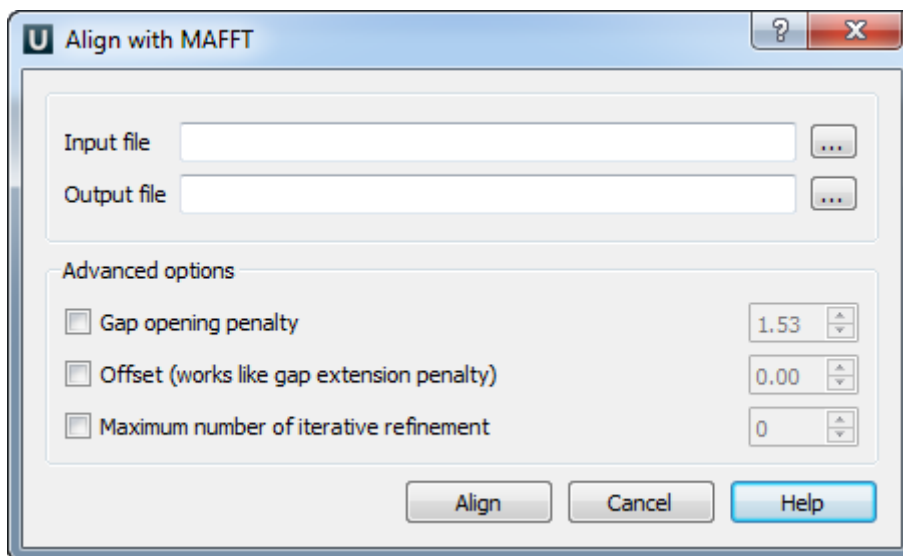 U Align with MAFFT
?
Input file ...
Output file ...
Advanced options
Gap opening penalty 1.53
Offset (works like gap extension penalty) 0.00
Maximum number of iterative refinement 0
Align Cancel Help